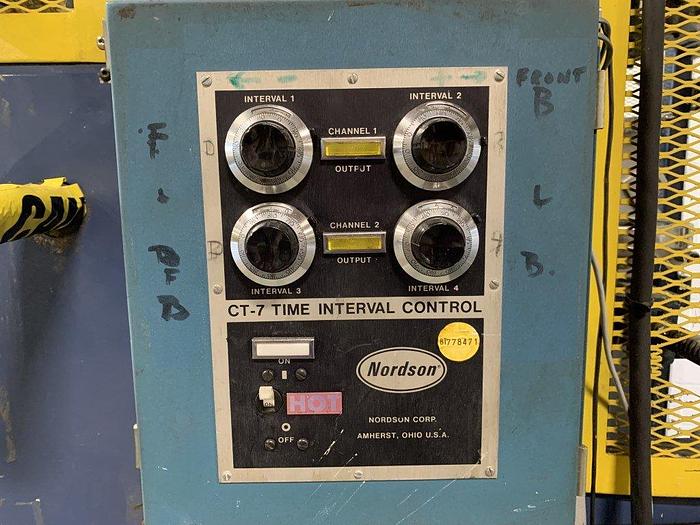 FRONT
B
INTERVAL 1
INTERVAL 2
CHANNEL 1
OUTPUT
L
CHANNEL 2
OUTPUT
B.
B
INTERVAL 3
INTERVAL 4
CT-7 TIME INTERVAL CONTROL
ON
Nordson
HOT
NORDSON CORP.
AMHERST, OHIO U.S.A.
OFF